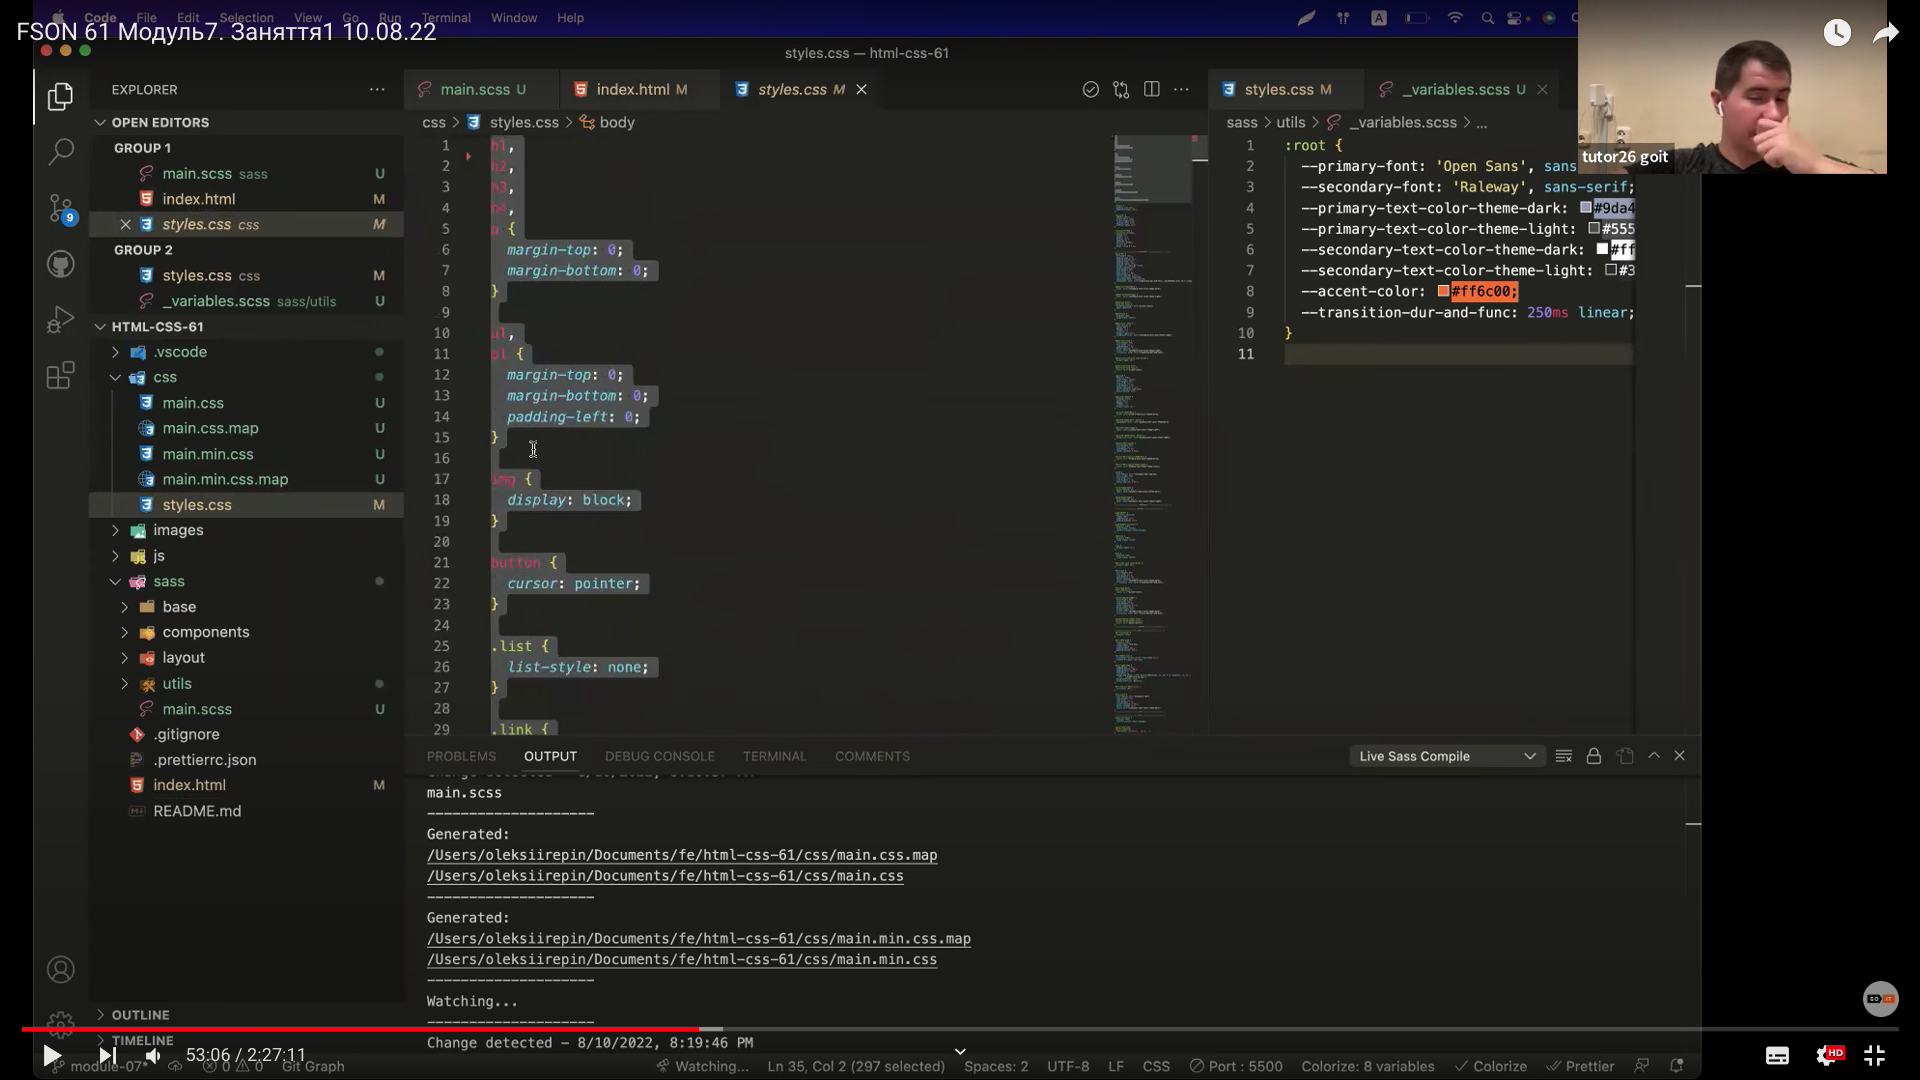 Code File Edit Selection View Go Run Terminal Window Help
FSON 61 Модуль7. Заняття1 10.08.22
styles.css — html-css-61
EXPLORER
OPEN EDITORS
GROUP 1
main.scss sass U
index.html M
styles.css css M
GROUP 2
styles.css css M
_variables.scss sass/utils U
HTML-CSS-61
.vscode
css
main.css U
main.css.map U
main.min.css U
main.min.css.map U
styles.css M
images
js
sass
base
components
layout
utils
main.scss U
.gitignore
.prettierrc.json
index.html M
README.md
OUTLINE
TIMELINE
main.scss U
index.html M
styles.css M
css > styles.css > body
1 h1,
2 h2,
3 h3,
4 h4,
5 p {
6 margin-top: 0;
7 margin-bottom: 0;
8 }
9
10 ul,
11 ol {
12 margin-top: 0;
13 margin-bottom: 0;
14 padding-left: 0;
15 }
16
17 img {
18 display: block;
19 }
20
21 button {
22 cursor: pointer;
23 }
24
25 .list {
26 list-style: none;
27 }
28
29 .link {
styles.css M
_variables.scss U
sass > utils > _variables.scss > ...
1 :root {
2 --primary-font: 'Open Sans', sans
3 --secondary-font: 'Raleway', sans-serif;
4 --primary-text-color-theme-dark: #9da4
5 --primary-text-color-theme-light: #555
6 --secondary-text-color-theme-dark: #ff
7 --secondary-text-color-theme-light: #3
8 --accent-color: #ff6c00;
9 --transition-dur-and-func: 250ms linear;
10 }
11
tutor26 goit
PROBLEMS OUTPUT DEBUG CONSOLE TERMINAL COMMENTS
Live Sass Compile
main.scss
--------------------
Generated:
/Users/oleksiirepin/Documents/fe/html-css-61/css/main.css.map
/Users/oleksiirepin/Documents/fe/html-css-61/css/main.css
--------------------
Generated:
/Users/oleksiirepin/Documents/fe/html-css-61/css/main.min.css.map
/Users/oleksiirepin/Documents/fe/html-css-61/css/main.min.css
--------------------
Watching...
--------------------
Change detected - 8/10/2022, 8:19:46 PM
53:06 / 2:27:11
HD
module-07* 0 0 Git Graph
Watching... Ln 35, Col 2 (297 selected) Spaces: 2 UTF-8 LF CSS Port : 5500 Colorize: 8 variables Colorize Prettier
9